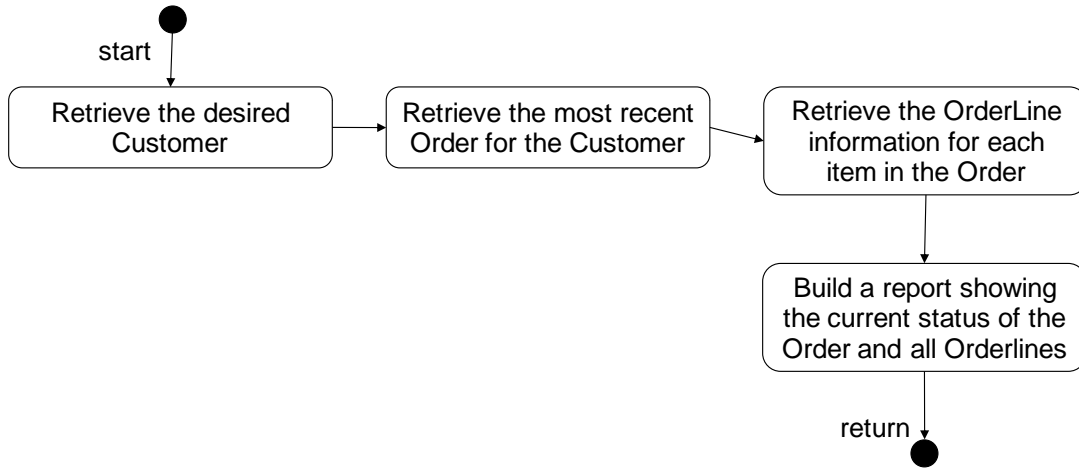 start
Retrieve the desired
Customer
Retrieve the most recent
Order for the Customer
Retrieve the OrderLine
information for each
item in the Order
Build a report showing
the current status of the
Order and all Orderlines
return